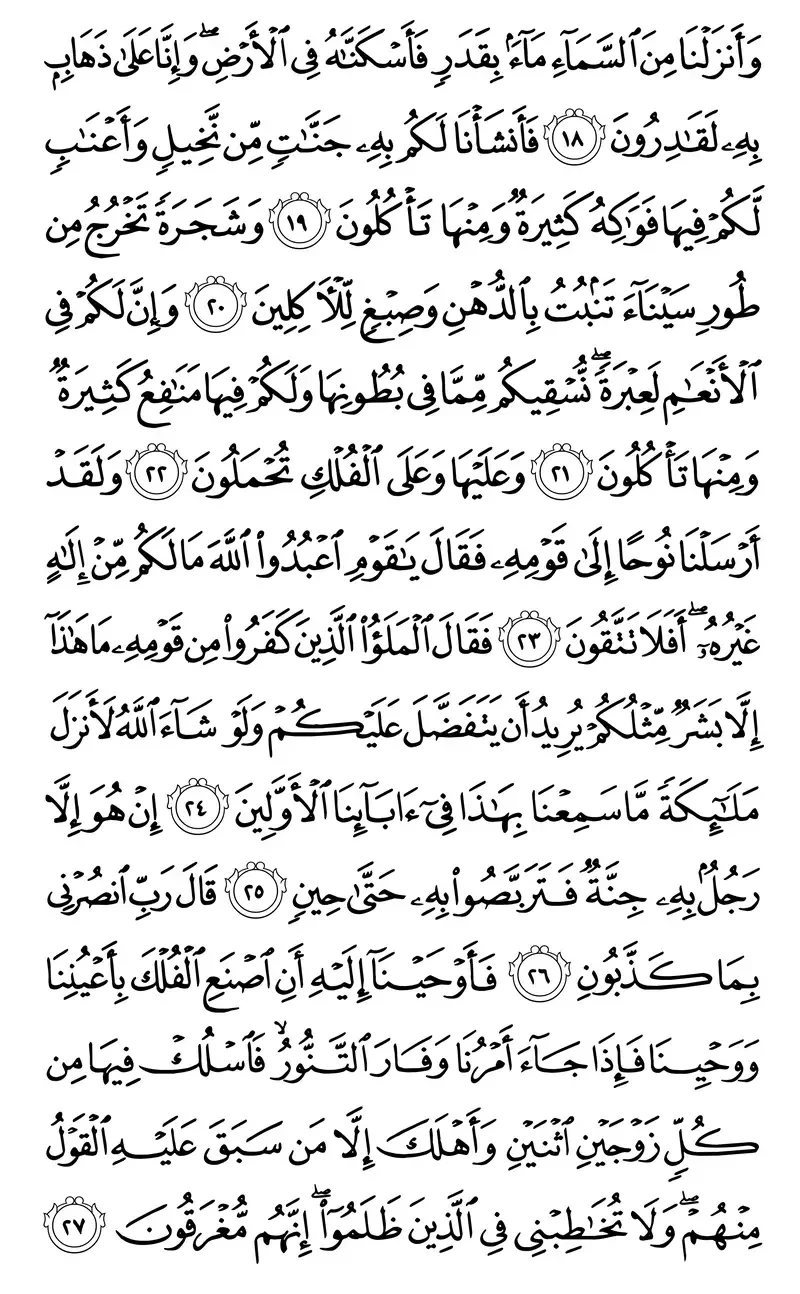 وَأَنزَلۡنَا مِنَ ٱلسَّمَآءِ مَآءَۢ بِقَدَرٖ فَأَسۡكَنَّٰهُ فِي ٱلۡأَرۡضِۖ وَإِنَّا عَلَىٰ ذَهَابِۭ
بِهِۦ لَقَٰدِرُونَ ١٨ فَأَنشَأۡنَا لَكُم بِهِۦ جَنَّٰتٖ مِّن نَّخِيلٖ وَأَعۡنَٰبٖ
لَّكُمۡ فِيهَا فَوَٰكِهُ كَثِيرَةٞ وَمِنۡهَا تَأۡكُلُونَ ١٩ وَشَجَرَةٗ تَخۡرُجُ مِن
طُورِ سَيۡنَآءَ تَنۢبُتُ بِٱلدُّهۡنِ وَصِبۡغٖ لِّلۡأٓكِلِينَ ٢٠ وَإِنَّ لَكُمۡ فِي
ٱلۡأَنۡعَٰمِ لَعِبۡرَةٗۖ نُّسۡقِيكُم مِّمَّا فِي بُطُونِهَا وَلَكُمۡ فِيهَا مَنَٰفِعُ كَثِيرَةٞ
وَمِنۡهَا تَأۡكُلُونَ ٢١ وَعَلَيۡهَا وَعَلَى ٱلۡفُلۡكِ تُحۡمَلُونَ ٢٢ وَلَقَدۡ
أَرۡسَلۡنَا نُوحًا إِلَىٰ قَوۡمِهِۦ فَقَالَ يَٰقَوۡمِ ٱعۡبُدُواْ ٱللَّهَ مَا لَكُم مِّنۡ إِلَٰهٍ
غَيۡرُهُۥٓۖ أَفَلَا تَتَّقُونَ ٢٣ فَقَالَ ٱلۡمَلَؤُاْ ٱلَّذِينَ كَفَرُواْ مِن قَوۡمِهِۦ مَا هَٰذَآ
إِلَّا بَشَرٞ مِّثۡلُكُمۡ يُرِيدُ أَن يَتَفَضَّلَ عَلَيۡكُمۡ وَلَوۡ شَآءَ ٱللَّهُ لَأَنزَلَ
مَلَٰٓئِكَةٗ مَّا سَمِعۡنَا بِهَٰذَا فِيٓ ءَابَآئِنَا ٱلۡأَوَّلِينَ ٢٤ إِنۡ هُوَ إِلَّا
رَجُلُۢ بِهِۦ جِنَّةٞ فَتَرَبَّصُواْ بِهِۦ حَتَّىٰ حِينٖ ٢٥ قَالَ رَبِّ ٱنصُرۡنِي
بِمَا كَذَّبُونِ ٢٦ فَأَوۡحَيۡنَآ إِلَيۡهِ أَنِ ٱصۡنَعِ ٱلۡفُلۡكَ بِأَعۡيُنِنَا
وَوَحۡيِنَا فَإِذَا جَآءَ أَمۡرُنَا وَفَارَ ٱلتَّنُّورُ ۙ فَٱسۡلُكۡ فِيهَا مِن
كُلّٖ زَوۡجَيۡنِ ٱثۡنَيۡنِ وَأَهۡلَكَ إِلَّا مَن سَبَقَ عَلَيۡهِ ٱلۡقَوۡلُ
مِنۡهُمۡۖ وَلَا تُخَٰطِبۡنِي فِي ٱلَّذِينَ ظَلَمُوٓاْۖ إِنَّهُم مُّغۡرَقُونَ ٢٧